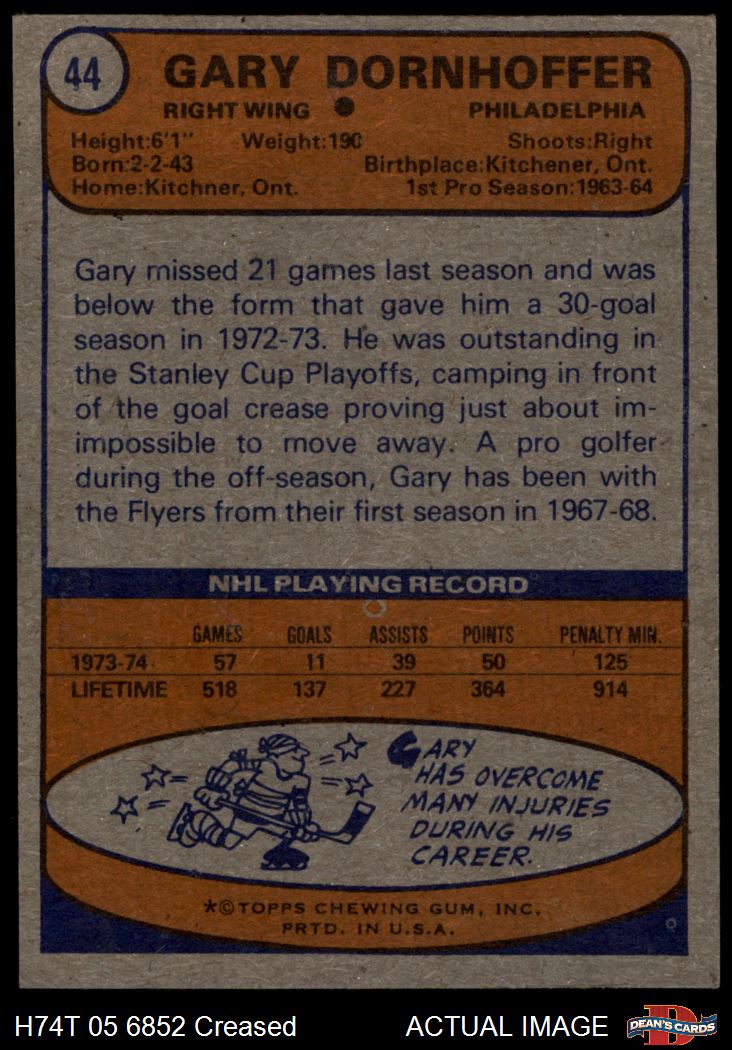 44 GARY DORNHOFFER
RIGHT WING ● PHILADELPHIA
Height:6'1" Weight:190 Shoots:Right
Born:2-2-43 Birthplace:Kitchener, Ont.
Home:Kitchner, Ont. 1st Pro Season:1963-64
Gary missed 21 games last season and was
below the form that gave him a 30-goal
season in 1972-73. He was outstanding in
the Stanley Cup Playoffs, camping in front
of the goal crease proving just about im-
impossible to move away. A pro golfer
during the off-season, Gary has been with
the Flyers from their first season in 1967-68.
NHL PLAYING RECORD
GAMES GOALS ASSISTS POINTS PENALTY MIN.
1973-74 57 11 39 50 125
LIFETIME 518 137 227 364 914
GARY
HAS OVERCOME
MANY INJURIES
DURING HIS
CAREER.
*©TOPPS CHEWING GUM, INC.
PRTD. IN U.S.A.
H74T 05 6852 Creased ACTUAL IMAGE DEAN'S CARDS